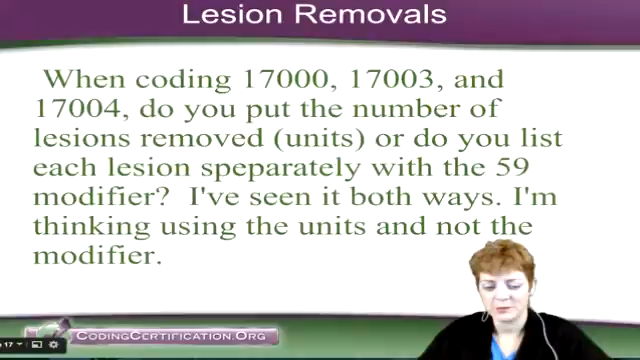 Lesion Removals
When coding 17000, 17003, and
17004, do you put the number of
lesions removed (units) or do you list
each lesion speparately with the 59
modifier? I've seen it both ways. I'm
thinking using the units and not the
modifier.
CodingCertification.Org
17